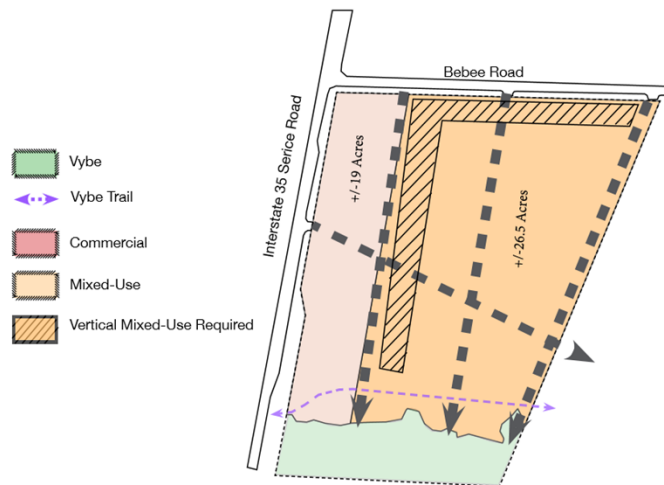 Bebee Road
Interstate 35 Serice Road
+/-19 Acres
+/-26.5 Acres
Vybe
Vybe Trail
Commercial
Mixed-Use
Vertical Mixed-Use Required